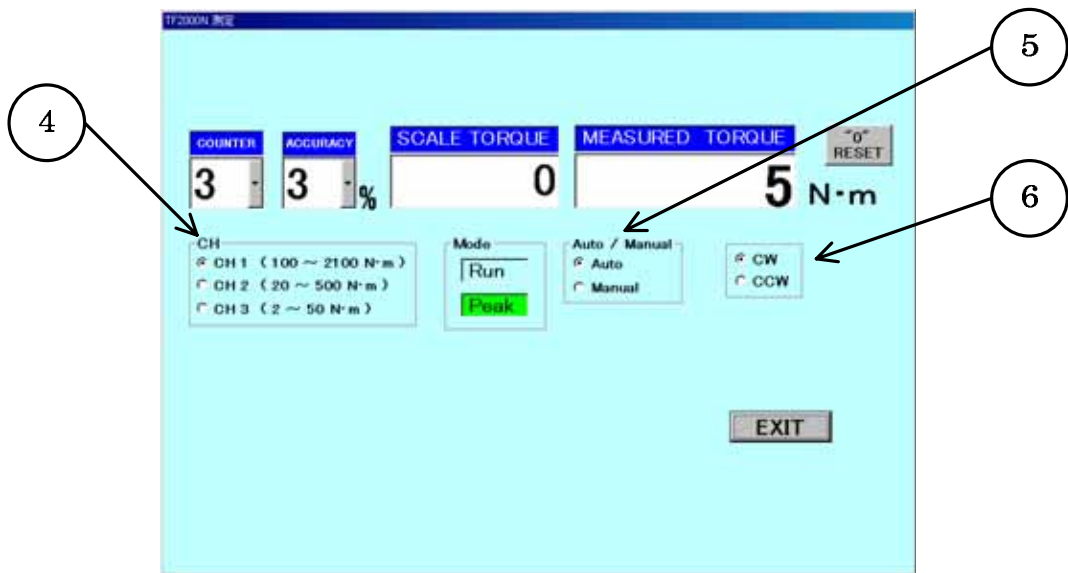 TF2000N 測定
5
4
COUNTER ACCURACY SCALE TORQUE MEASURED TORQUE "0" RESET
3 3 % 0 5 N·m
6
CH
CH 1 ( 100 ～ 2100 N·m )
CH 2 ( 20 ～ 500 N·m )
CH 3 ( 2 ～ 50 N·m )
Mode
Run
Peak
Auto / Manual
Auto
Manual
CW
CCW
EXIT